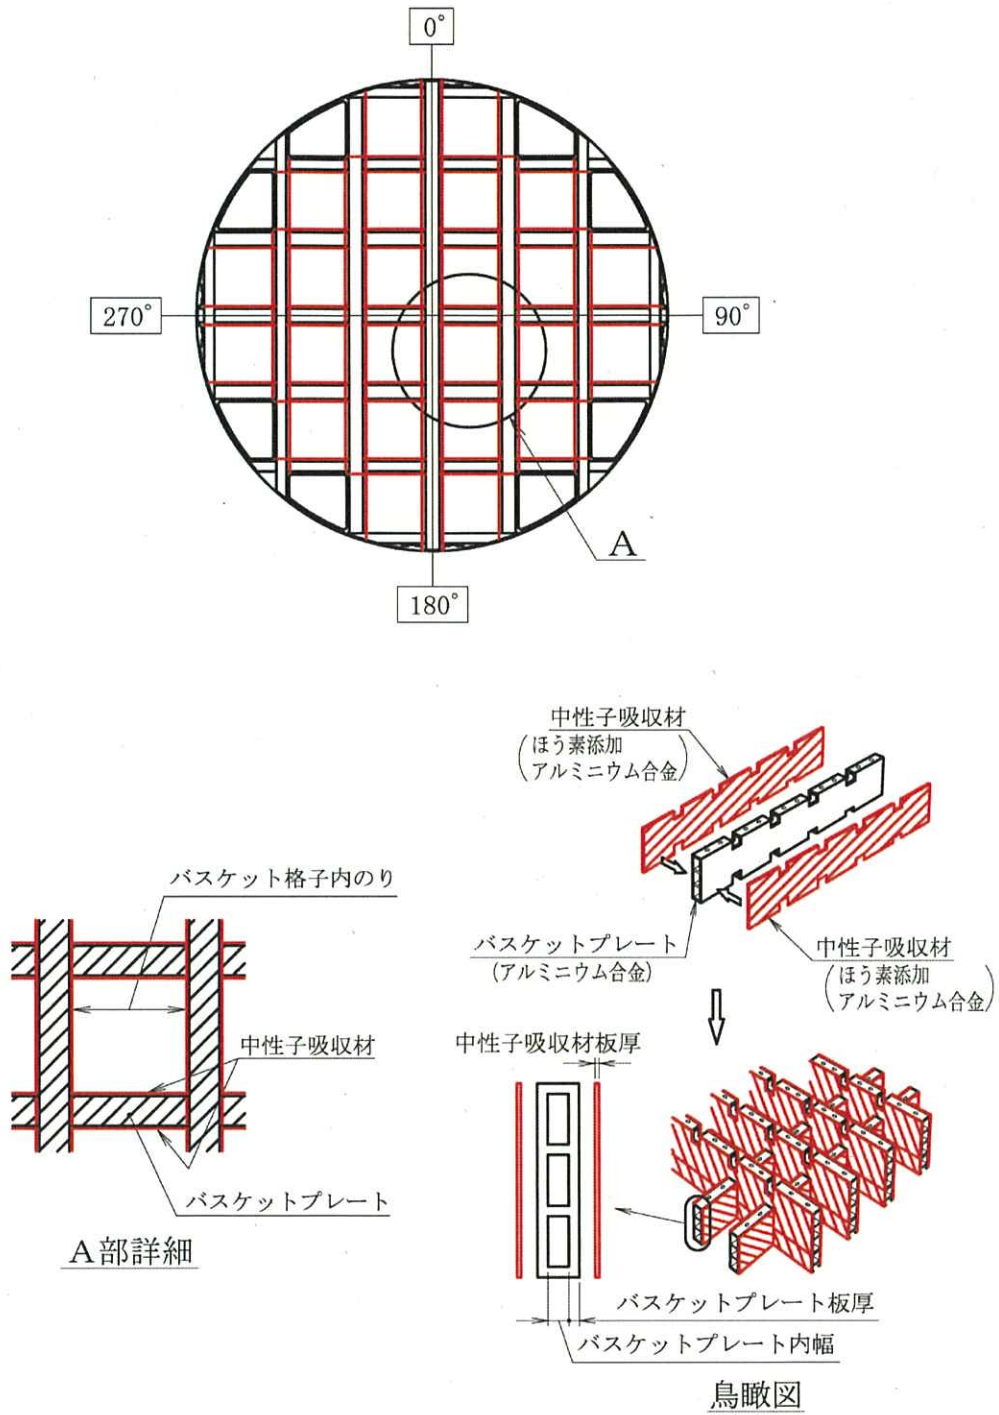 0°
270°
90°
A
180°
中性子吸収材
(ほう素添加
アルミニウム合金)
バスケット格子内のり
バスケットプレート
(アルミニウム合金)
中性子吸収材
(ほう素添加
アルミニウム合金)
中性子吸収材
中性子吸収材板厚
バスケットプレート
A部詳細
バスケットプレート板厚
バスケットプレート内幅
鳥瞰図